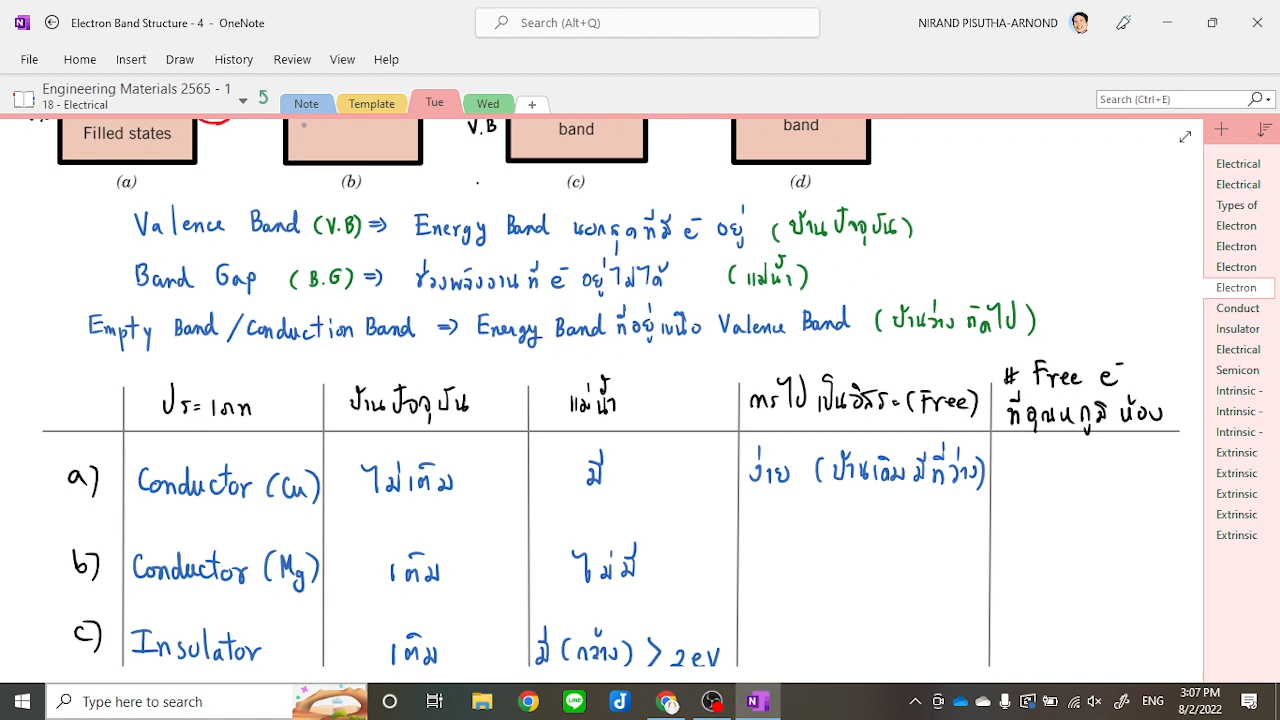 Electron Band Structure - 4 - OneNote
Search (Alt+Q)
NIRAND PISUTHA-ARNOND
File Home Insert Draw History Review View Help
Engineering Materials 2565 - 1
18 - Electrical
Note Template Tue Wed +
Search (Ctrl+E)
Filled states
V.B
band
band
(a) (b) (c) (d)
Valence Band (V.B) ⇒ Energy Band นอกสุดที่มี e⁻ อยู่ (บ้านปัจจุบัน)
Band Gap (B.G) ⇒ ช่วงพลังงานที่ e⁻ อยู่ไม่ได้ (แม่น้ำ)
Empty Band/Conduction Band ⇒ Energy Band ที่อยู่เหนือ Valence Band (บ้านว่าง ถัดไป)
ประเภท บ้านปัจจุบัน แม่น้ำ การไปเป็นอิสระ (Free) # Free e⁻ ที่อุณหภูมิห้อง
a) Conductor (Cu) ไม่เต็ม มี ง่าย (บ้านเดิมมีที่ว่าง)
b) Conductor (Mg) เต็ม ไม่มี
c) Insulator เต็ม มี (กว้าง) > 2 eV
Electrical
Electrical
Types of
Electron
Electron
Electron
Conduct
Insulator
Electrical
Semicon
Intrinsic -
Intrinsic -
Intrinsic -
Extrinsic
Extrinsic
Extrinsic
Extrinsic
Extrinsic
Type here to search
ENG
3:07 PM
8/2/2022